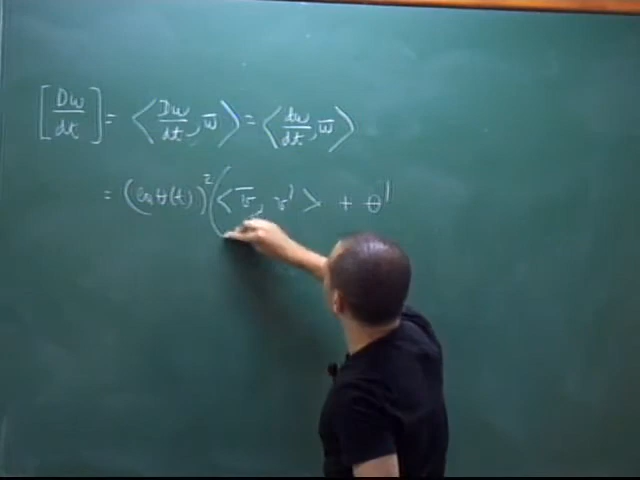 [Dw/dt] = ⟨Dw/dt, w̄⟩ = ⟨dw/dt, w̄⟩
= (cos θ(t))² (⟨v̄, v'⟩ + θ'